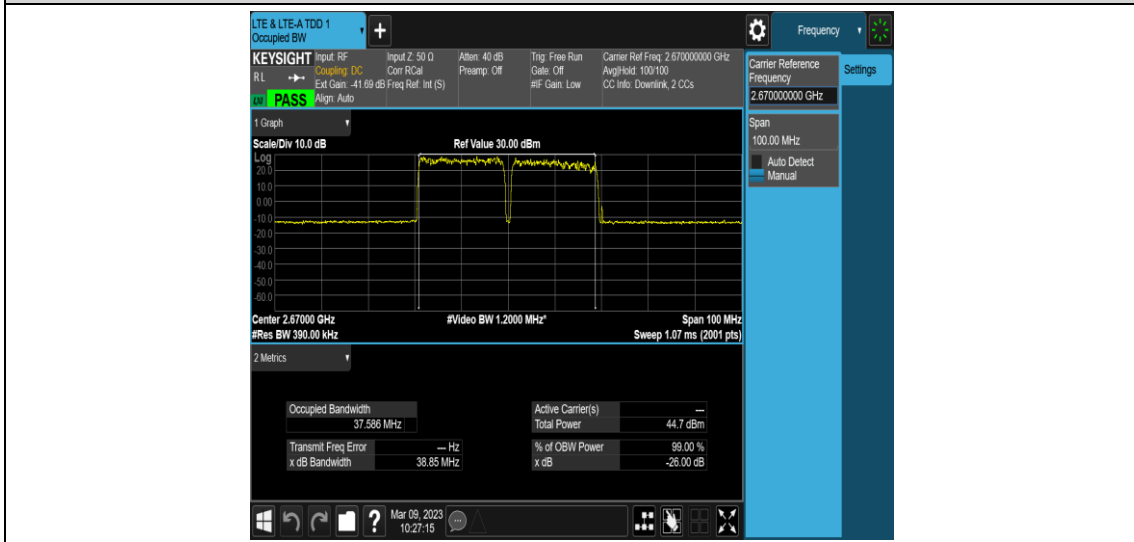 LTE & LTE-A TDD 1
Occupied BW
+
Frequency
KEYSIGHT
RL
LXI
PASS
Input: RF
Coupling: DC
Ext Gain: -41.69 dB
Align: Auto
Input Z: 50 Ω
Corr RCal
Freq Ref: Int (S)
Atten: 40 dB
Preamp: Off
Trig: Free Run
Gate: Off
#IF Gain: Low
Carrier Ref Freq: 2.670000000 GHz
Avg|Hold: 100/100
CC Info: Downlink, 2 CCs
Carrier Reference
Frequency
2.670000000 GHz
Settings
Span
100.00 MHz
Auto Detect
Manual
1 Graph
Scale/Div 10.0 dB
Ref Value 30.00 dBm
Log
20.0
10.0
0.00
-10.0
-20.0
-30.0
-40.0
-50.0
-60.0
Center 2.67000 GHz
#Video BW 1.2000 MHz*
Span 100 MHz
#Res BW 390.00 kHz
Sweep 1.07 ms (2001 pts)
2 Metrics
Occupied Bandwidth
37.586 MHz
Transmit Freq Error --- Hz
x dB Bandwidth 38.85 MHz
Active Carrier(s) ---
Total Power 44.7 dBm
% of OBW Power 99.00 %
x dB -26.00 dB
?
Mar 09, 2023
10:27:15